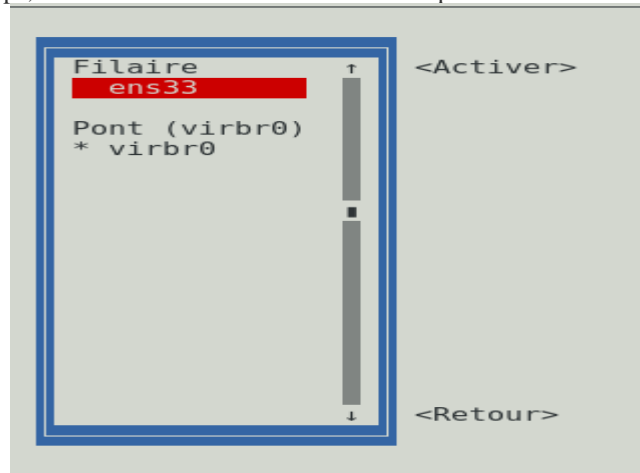 Filaire
ens33
Pont (virbr0)
* virbr0
<Activer>
<Retour>